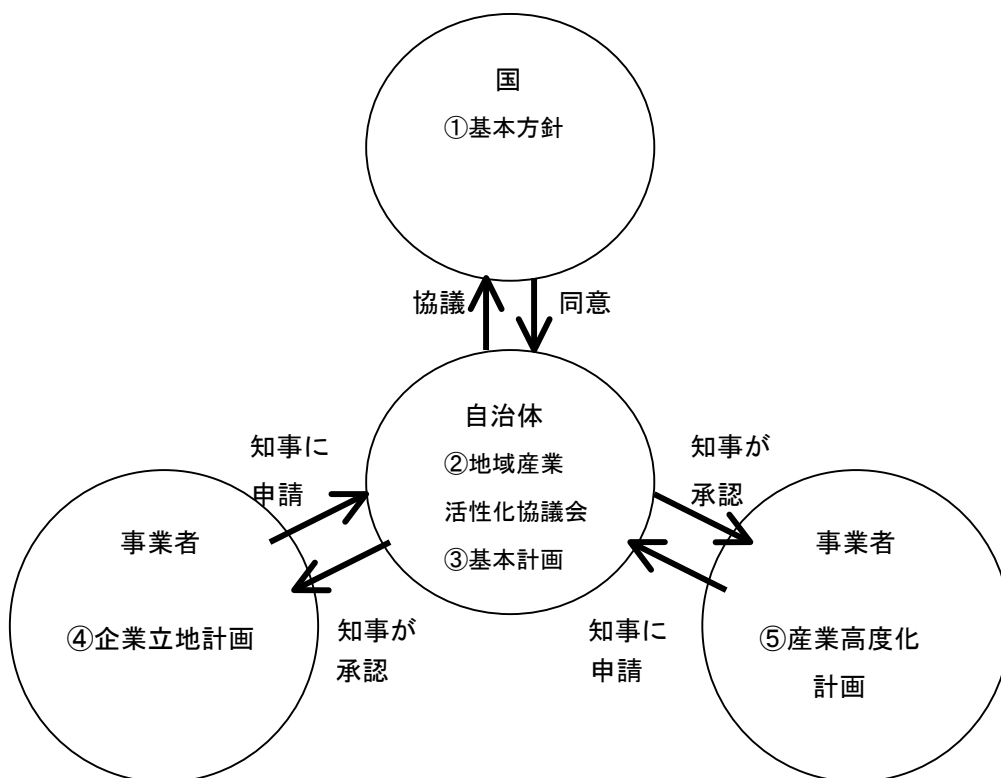 国
①基本方針
協議
同意
自治体
②地域産業
活性化協議会
③基本計画
知事に
申請
知事が
承認
事業者
④企業立地計画
知事が
承認
知事に
申請
事業者
⑤産業高度化
計画